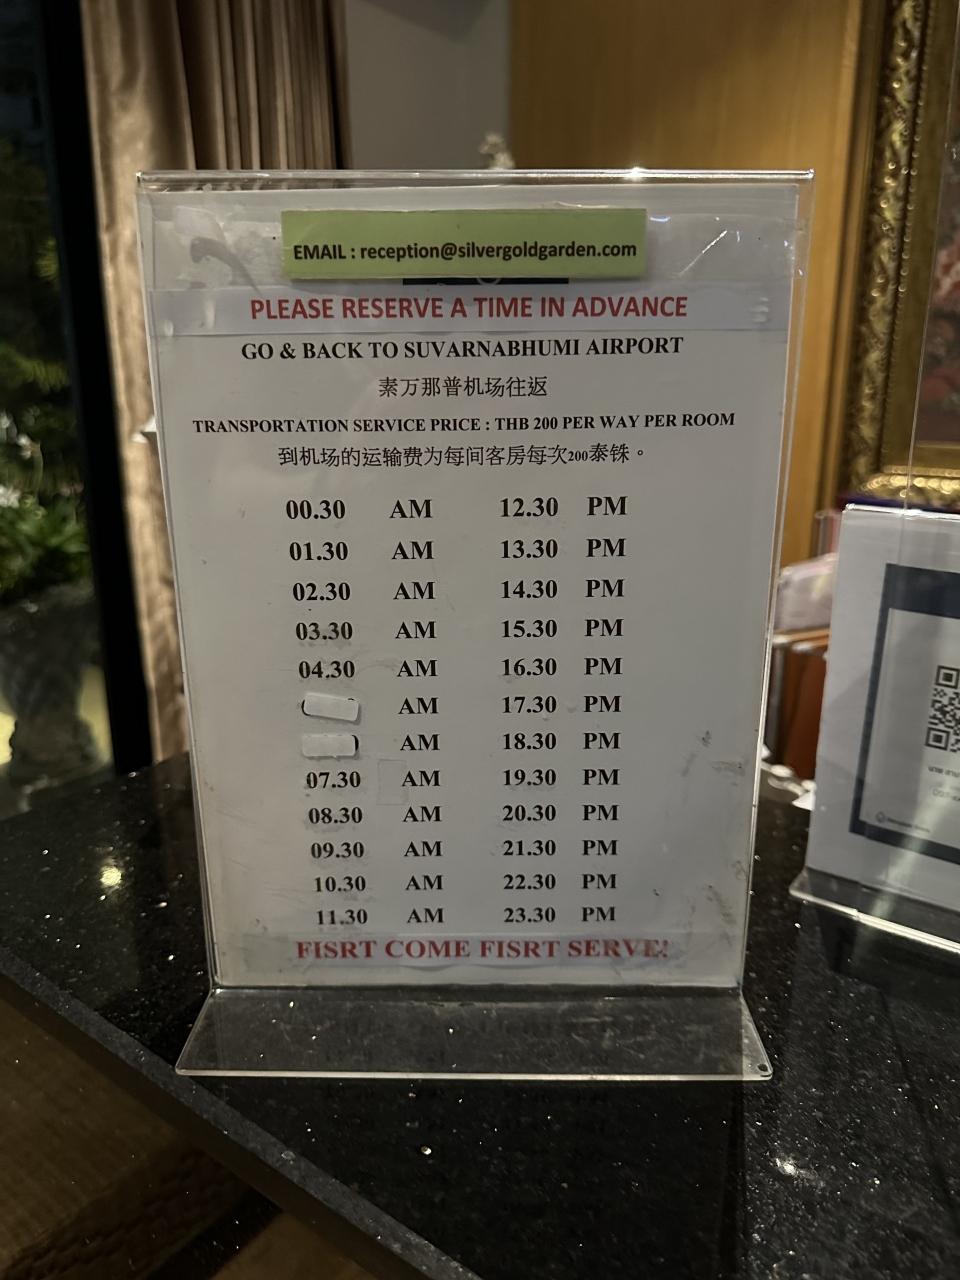 EMAIL : reception@silvergoldgarden.com
PLEASE RESERVE A TIME IN ADVANCE
GO & BACK TO SUVARNABHUMI AIRPORT
素万那普机场往返
TRANSPORTATION SERVICE PRICE : THB 200 PER WAY PER ROOM
到机场的运输费为每间客房每次200泰铢。
00.30 AM 12.30 PM
01.30 AM 13.30 PM
02.30 AM 14.30 PM
03.30 AM 15.30 PM
04.30 AM 16.30 PM
AM 17.30 PM
AM 18.30 PM
07.30 AM 19.30 PM
08.30 AM 20.30 PM
09.30 AM 21.30 PM
10.30 AM 22.30 PM
11.30 AM 23.30 PM
FISRT COME FISRT SERVE!